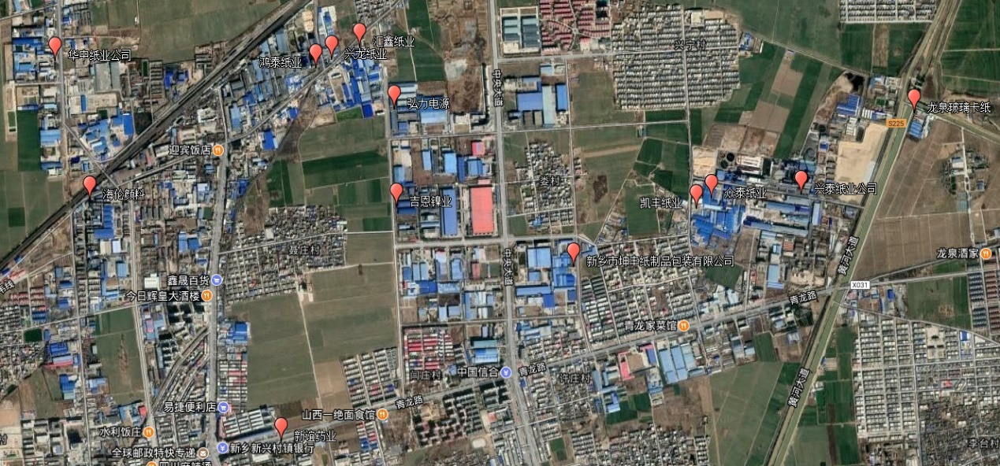 汇鑫纸业
兴宁村
华中纸业公司
鸿泰纸业
兴龙纸业
中央大道
弘力电源
龙泉玻璃卡纸
S225
迎宾饭店
娄村
海伦颜料
众泰纸业
兴泰纸业公司
吉恩镍业
凯丰纸业
聂庄村
中央大道
黄河大道
龙泉酒家
新乡市坤丰纸制品包装有限公司
鑫晟百货
X031
今日辉皇大酒楼
青龙路
青龙家菜馆
中国信合
青龙路
闫庄村
许庄村
黄河大道
青龙路
易捷便利店
山西一绝面食馆
水利饭庄
新谊药业
新乡新兴村镇银行
李台村
全球邮政特快专递
村